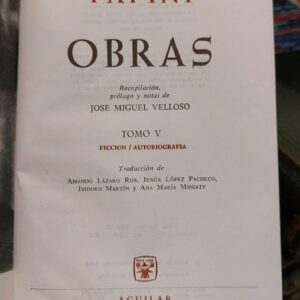 PAPINI
OBRAS
Recopilación,
prólogo y notas de
JOSE MIGUEL VELLOSO
TOMO V
FICCION / AUTOBIOGRAFIA
Traducción de
AMANDO LÁZARO ROS, JESÚS LÓPEZ PACHECO,
ISIDORO MARTÍN Y ANA MARÍA MINIATY
AGUILAR